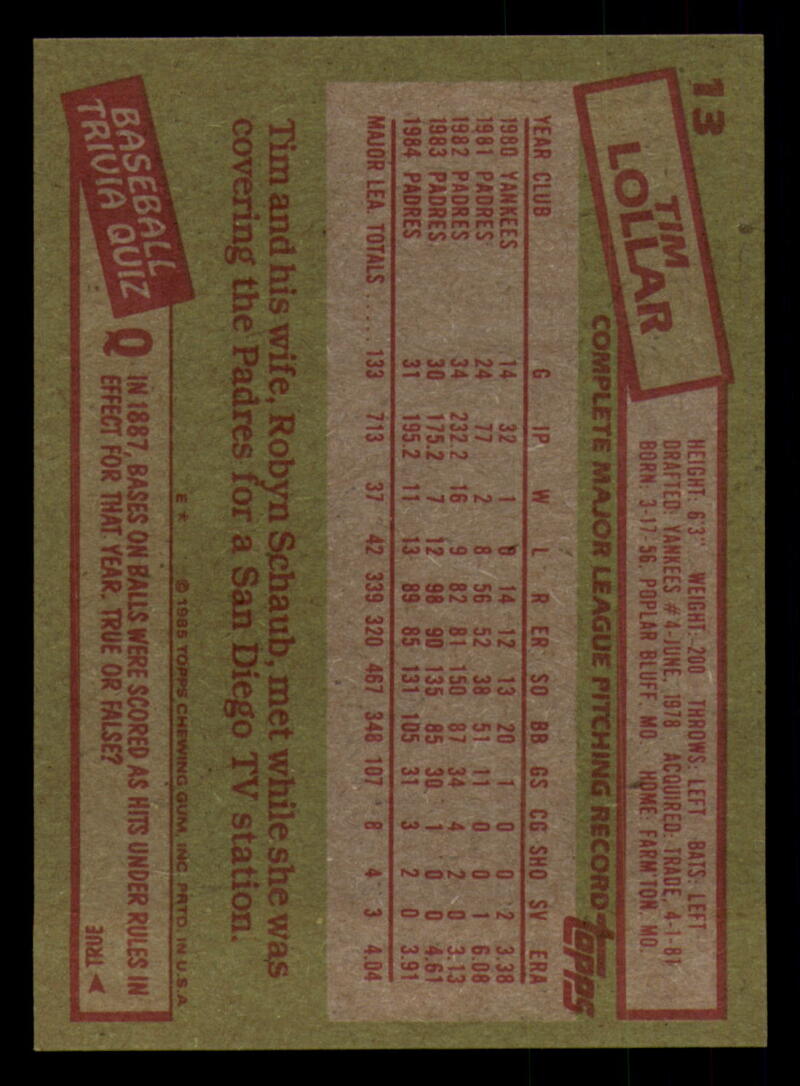 13
TIM
LOLLAR
HEIGHT: 6'3" WEIGHT: 200 THROWS: LEFT BATS: LEFT
DRAFTED: YANKEES #4-JUNE, 1978 ACQUIRED: TRADE, 4-1-81
BORN: 3-17-56, POPLAR BLUFF, MO. HOME: FARMTON, MO.
COMPLETE MAJOR LEAGUE PITCHING RECORD
topps
YEAR CLUB G IP W L R ER SO BB GS CG SHO SV ERA
1980 YANKEES 14 32 1 0 14 12 13 20 1 0 0 2 3.38
1981 PADRES 24 77 2 8 56 52 38 51 11 0 0 1 6.08
1982 PADRES 34 232.2 16 9 82 81 150 87 34 4 2 0 3.13
1983 PADRES 30 175.2 7 12 98 90 135 85 30 1 0 0 4.61
1984 PADRES 31 195.2 11 13 89 85 131 105 31 3 2 0 3.91
MAJOR LEA. TOTALS ..... 133 713 37 42 339 320 467 348 107 8 4 3 4.04
Tim and his wife, Robyn Schaub, met while she was
covering the Padres for a San Diego TV station.
E * © 1985 TOPPS CHEWING GUM, INC. PRTD. IN U.S.A.
BASEBALL
TRIVIA QUIZ
Q IN 1887, BASES ON BALLS WERE SCORED AS HITS UNDER RULES IN
EFFECT FOR THAT YEAR. TRUE OR FALSE?
TRUE